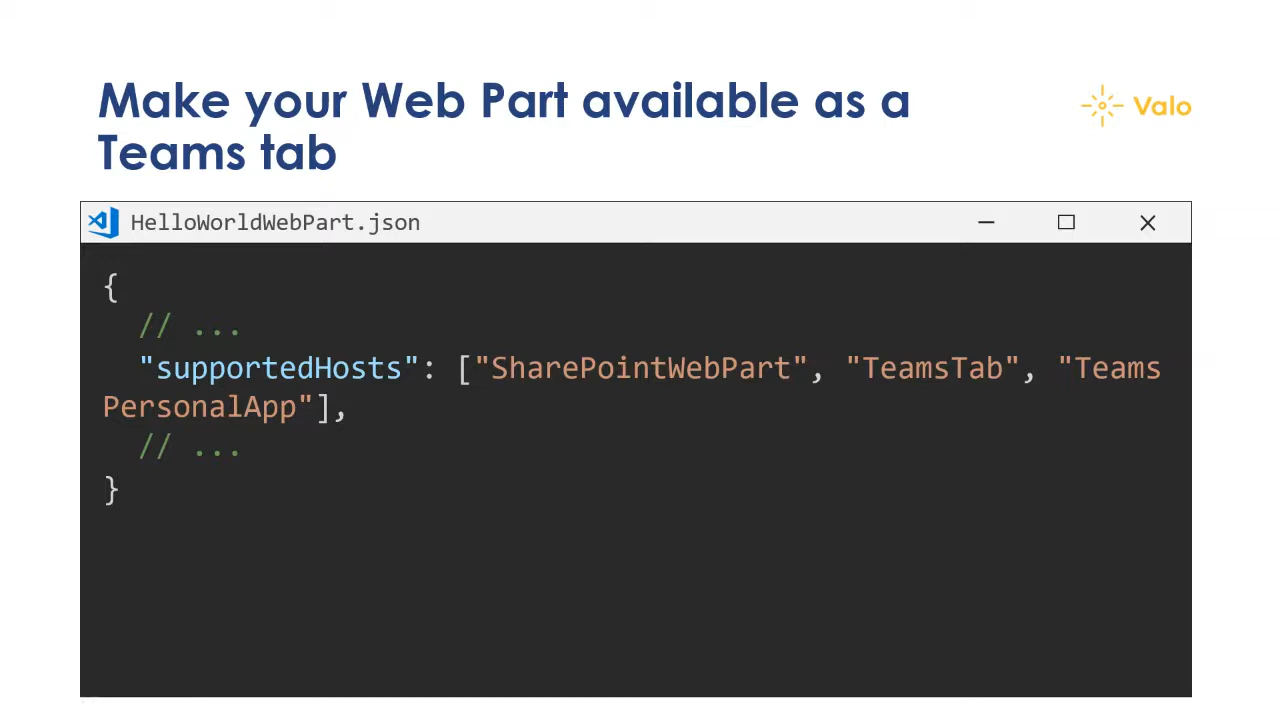 Make your Web Part available as a
Teams tab
Valo
HelloWorldWebPart.json
{
// ...
"supportedHosts": ["SharePointWebPart", "TeamsTab", "Teams
PersonalApp"],
// ...
}